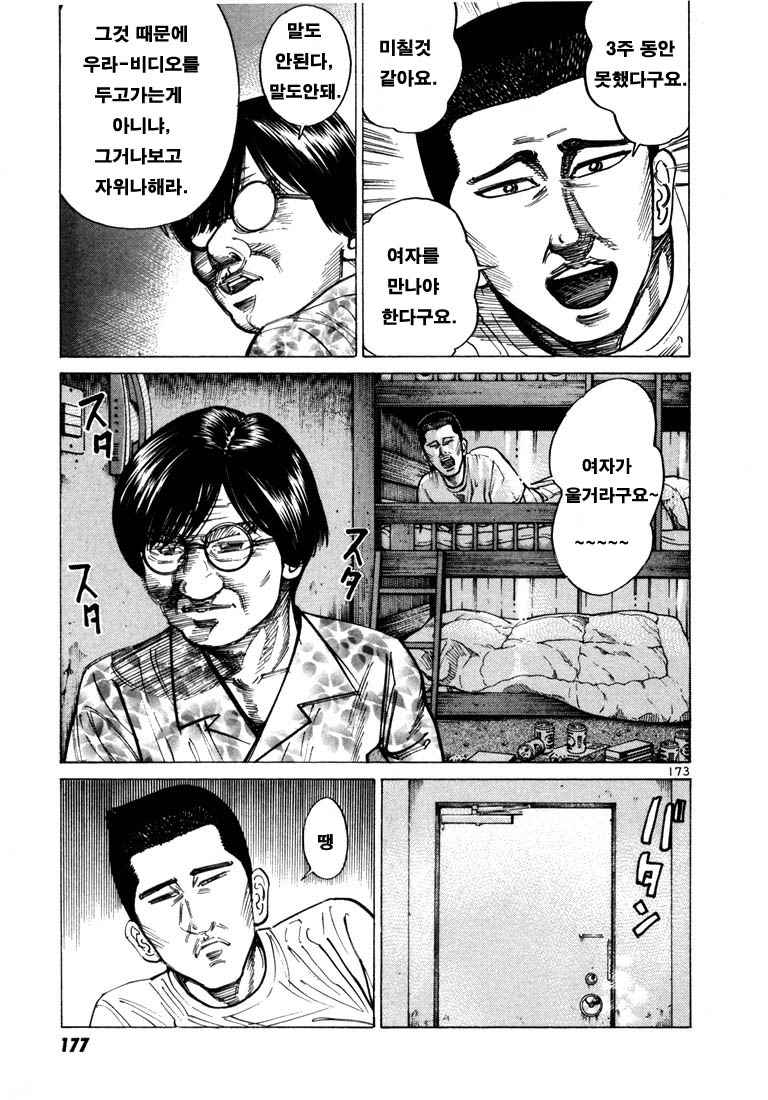 3주 동안
못했다구요.
미칠것
같아요.
여자를
만나야
한다구요.
말도
안된다,
말도안돼.
그것 때문에
우라-비디오를
두고가는게
아니냐,
그거나보고
자위나해라.
여자가
울거라구요~
~~~~~
スタ
スタ
スタ
173
バタン
땡
177